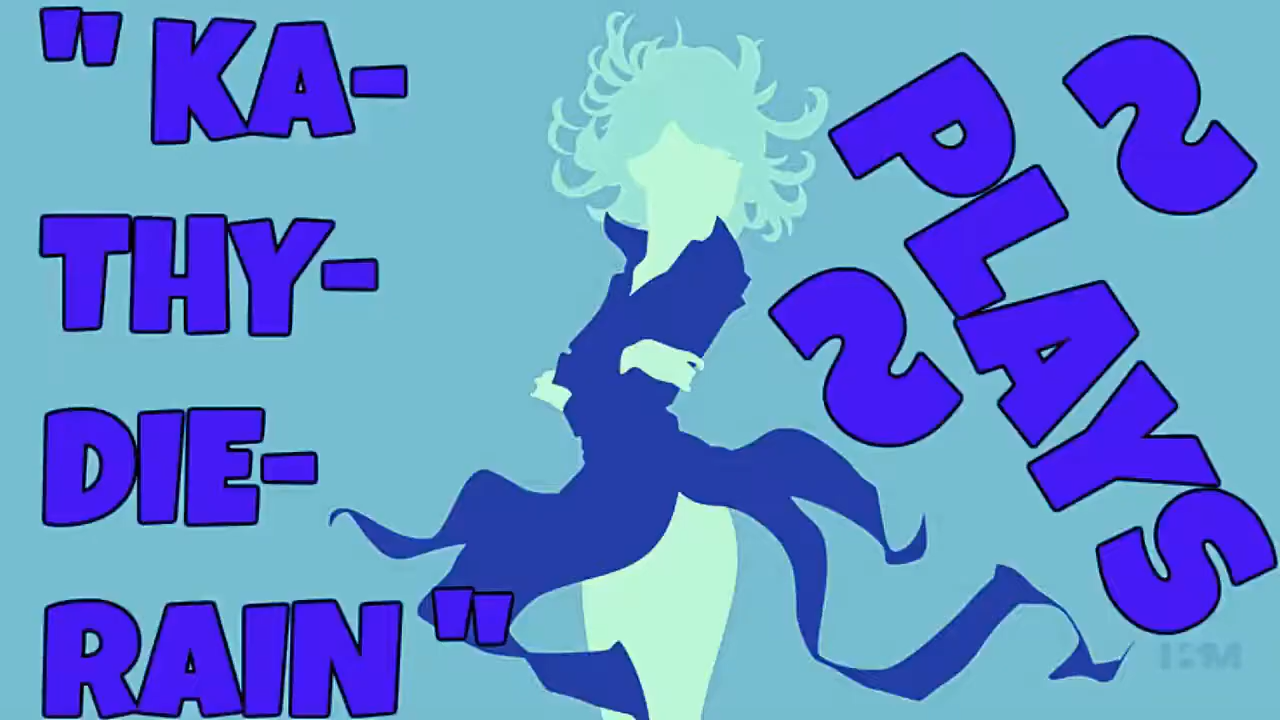 " KA-
THY-
DIE-
RAIN "
S
PLAYS
S